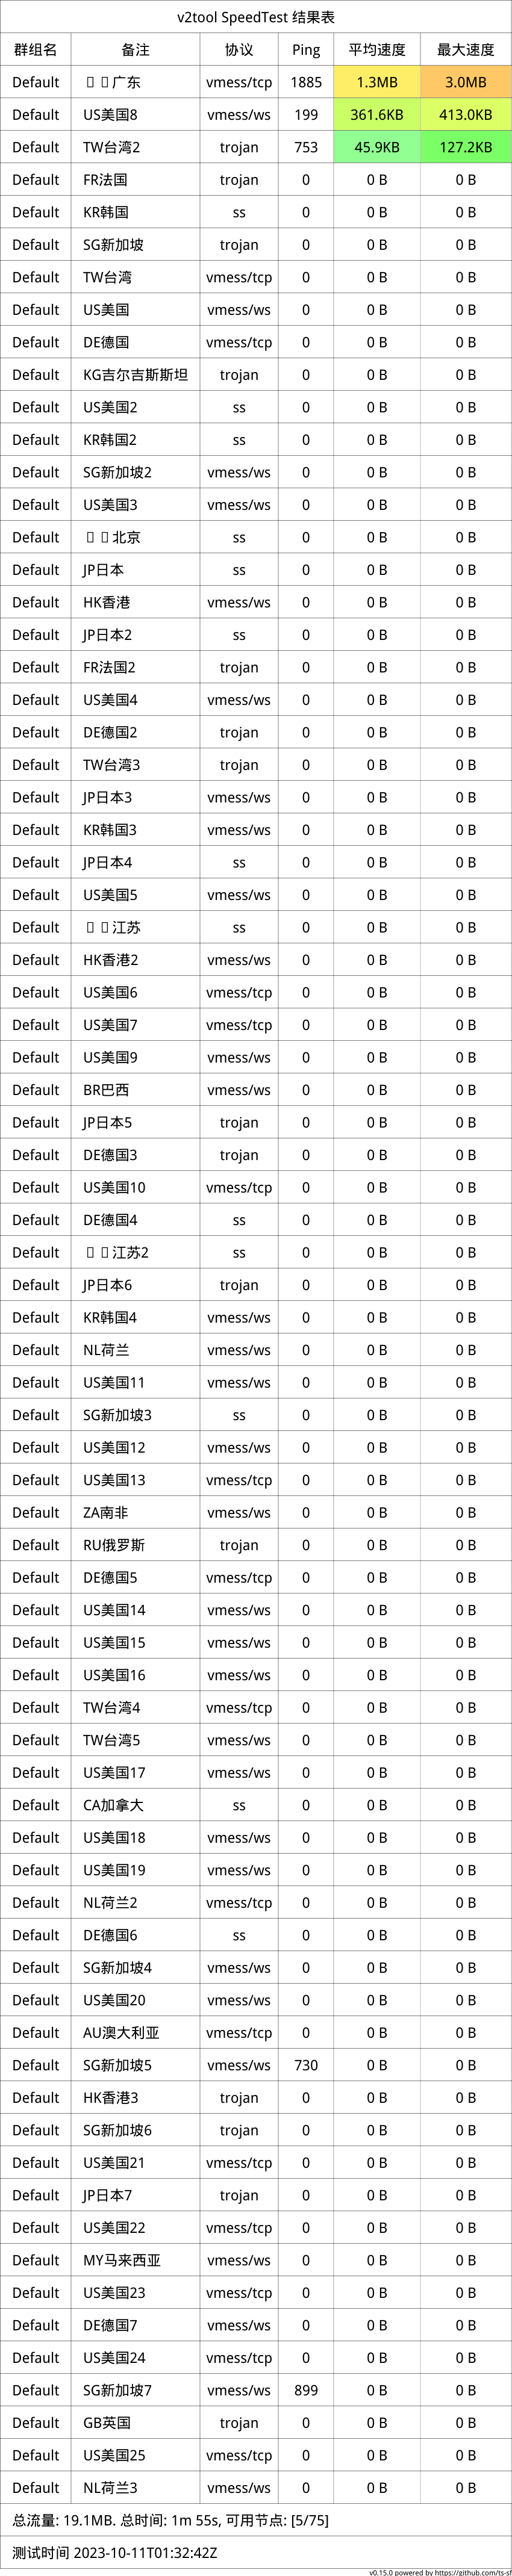 v2tool SpeedTest 结果表
群组名 备注 协议 Ping 平均速度 最大速度
Default 广东 vmess/tcp 1885 1.3MB 3.0MB
Default US美国8 vmess/ws 199 361.6KB 413.0KB
Default TW台湾2 trojan 753 45.9KB 127.2KB
Default FR法国 trojan 0 0 B 0 B
Default KR韩国 ss 0 0 B 0 B
Default SG新加坡 trojan 0 0 B 0 B
Default TW台湾 vmess/tcp 0 0 B 0 B
Default US美国 vmess/ws 0 0 B 0 B
Default DE德国 vmess/tcp 0 0 B 0 B
Default KG吉尔吉斯斯坦 trojan 0 0 B 0 B
Default US美国2 ss 0 0 B 0 B
Default KR韩国2 ss 0 0 B 0 B
Default SG新加坡2 vmess/ws 0 0 B 0 B
Default US美国3 vmess/ws 0 0 B 0 B
Default 北京 ss 0 0 B 0 B
Default JP日本 ss 0 0 B 0 B
Default HK香港 vmess/ws 0 0 B 0 B
Default JP日本2 ss 0 0 B 0 B
Default FR法国2 trojan 0 0 B 0 B
Default US美国4 vmess/ws 0 0 B 0 B
Default DE德国2 trojan 0 0 B 0 B
Default TW台湾3 trojan 0 0 B 0 B
Default JP日本3 vmess/ws 0 0 B 0 B
Default KR韩国3 vmess/ws 0 0 B 0 B
Default JP日本4 ss 0 0 B 0 B
Default US美国5 vmess/ws 0 0 B 0 B
Default 江苏 ss 0 0 B 0 B
Default HK香港2 vmess/ws 0 0 B 0 B
Default US美国6 vmess/tcp 0 0 B 0 B
Default US美国7 vmess/tcp 0 0 B 0 B
Default US美国9 vmess/ws 0 0 B 0 B
Default BR巴西 vmess/ws 0 0 B 0 B
Default JP日本5 trojan 0 0 B 0 B
Default DE德国3 trojan 0 0 B 0 B
Default US美国10 vmess/tcp 0 0 B 0 B
Default DE德国4 ss 0 0 B 0 B
Default 江苏2 ss 0 0 B 0 B
Default JP日本6 trojan 0 0 B 0 B
Default KR韩国4 vmess/ws 0 0 B 0 B
Default NL荷兰 vmess/ws 0 0 B 0 B
Default US美国11 vmess/ws 0 0 B 0 B
Default SG新加坡3 ss 0 0 B 0 B
Default US美国12 vmess/ws 0 0 B 0 B
Default US美国13 vmess/tcp 0 0 B 0 B
Default ZA南非 vmess/ws 0 0 B 0 B
Default RU俄罗斯 trojan 0 0 B 0 B
Default DE德国5 vmess/tcp 0 0 B 0 B
Default US美国14 vmess/ws 0 0 B 0 B
Default US美国15 vmess/ws 0 0 B 0 B
Default US美国16 vmess/ws 0 0 B 0 B
Default TW台湾4 vmess/tcp 0 0 B 0 B
Default TW台湾5 vmess/ws 0 0 B 0 B
Default US美国17 vmess/ws 0 0 B 0 B
Default CA加拿大 ss 0 0 B 0 B
Default US美国18 vmess/ws 0 0 B 0 B
Default US美国19 vmess/ws 0 0 B 0 B
Default NL荷兰2 vmess/tcp 0 0 B 0 B
Default DE德国6 ss 0 0 B 0 B
Default SG新加坡4 vmess/ws 0 0 B 0 B
Default US美国20 vmess/ws 0 0 B 0 B
Default AU澳大利亚 vmess/tcp 0 0 B 0 B
Default SG新加坡5 vmess/ws 730 0 B 0 B
Default HK香港3 trojan 0 0 B 0 B
Default SG新加坡6 trojan 0 0 B 0 B
Default US美国21 vmess/tcp 0 0 B 0 B
Default JP日本7 trojan 0 0 B 0 B
Default US美国22 vmess/tcp 0 0 B 0 B
Default MY马来西亚 vmess/ws 0 0 B 0 B
Default US美国23 vmess/tcp 0 0 B 0 B
Default DE德国7 vmess/ws 0 0 B 0 B
Default US美国24 vmess/tcp 0 0 B 0 B
Default SG新加坡7 vmess/ws 899 0 B 0 B
Default GB英国 trojan 0 0 B 0 B
Default US美国25 vmess/tcp 0 0 B 0 B
Default NL荷兰3 vmess/ws 0 0 B 0 B
总流量: 19.1MB. 总时间: 1m 55s, 可用节点: [5/75]
测试时间 2023-10-11T01:32:42Z
v0.15.0 powered by https://github.com/ts-sf